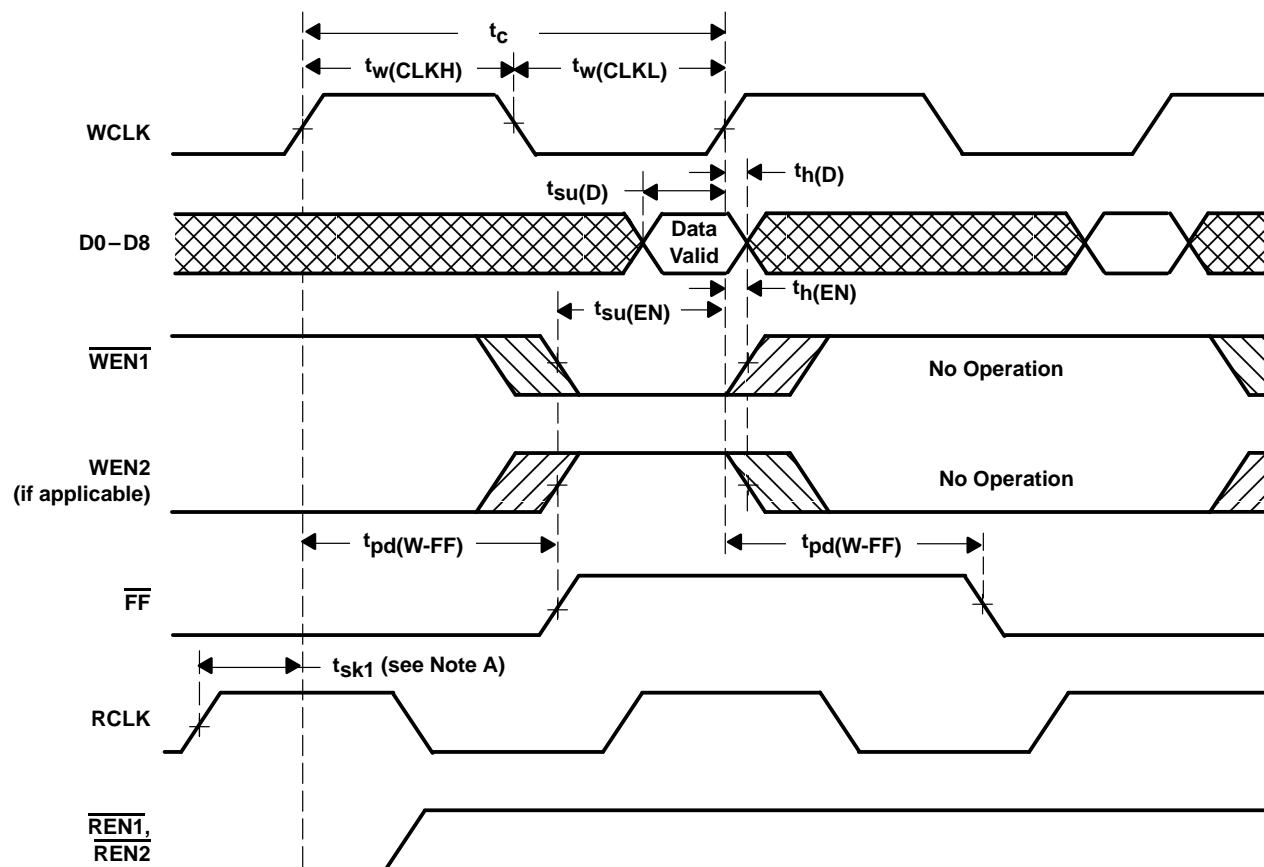 tc
tw(CLKH) tw(CLKL)
WCLK
th(D)
tsu(D)
D0–D8
Data
Valid
th(EN)
tsu(EN)
WEN1
No Operation
WEN2
(if applicable)
No Operation
tpd(W-FF) tpd(W-FF)
FF
tsk1 (see Note A)
RCLK
REN1,
REN2